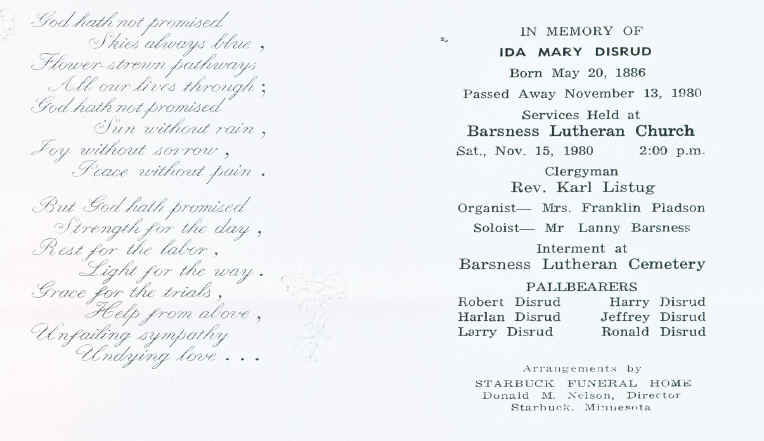 God hath not promised
Skies always blue,
Flower-strewn pathways
All our lives through;
God hath not promised
Sun without rain,
Joy without sorrow,
Peace without pain.
But God hath promised
Strength for the day,
Rest for the labor,
Light for the way.
Grace for the trials,
Help from above,
Unfailing sympathy
Undying love . . .
IN MEMORY OF
IDA MARY DISRUD
Born May 20, 1886
Passed Away November 13, 1980
Services Held at
Barsness Lutheran Church
Sat., Nov. 15, 1980 2:00 p.m.
Clergyman
Rev. Karl Listug
Organist— Mrs. Franklin Pladson
Soloist— Mr Lanny Barsness
Interment at
Barsness Lutheran Cemetery
PALLBEARERS
Robert Disrud Harry Disrud
Harlan Disrud Jeffrey Disrud
Larry Disrud Ronald Disrud
Arrangements by
STARBUCK FUNERAL HOME
Donald M. Nelson, Director
Starbuck, Minnesota